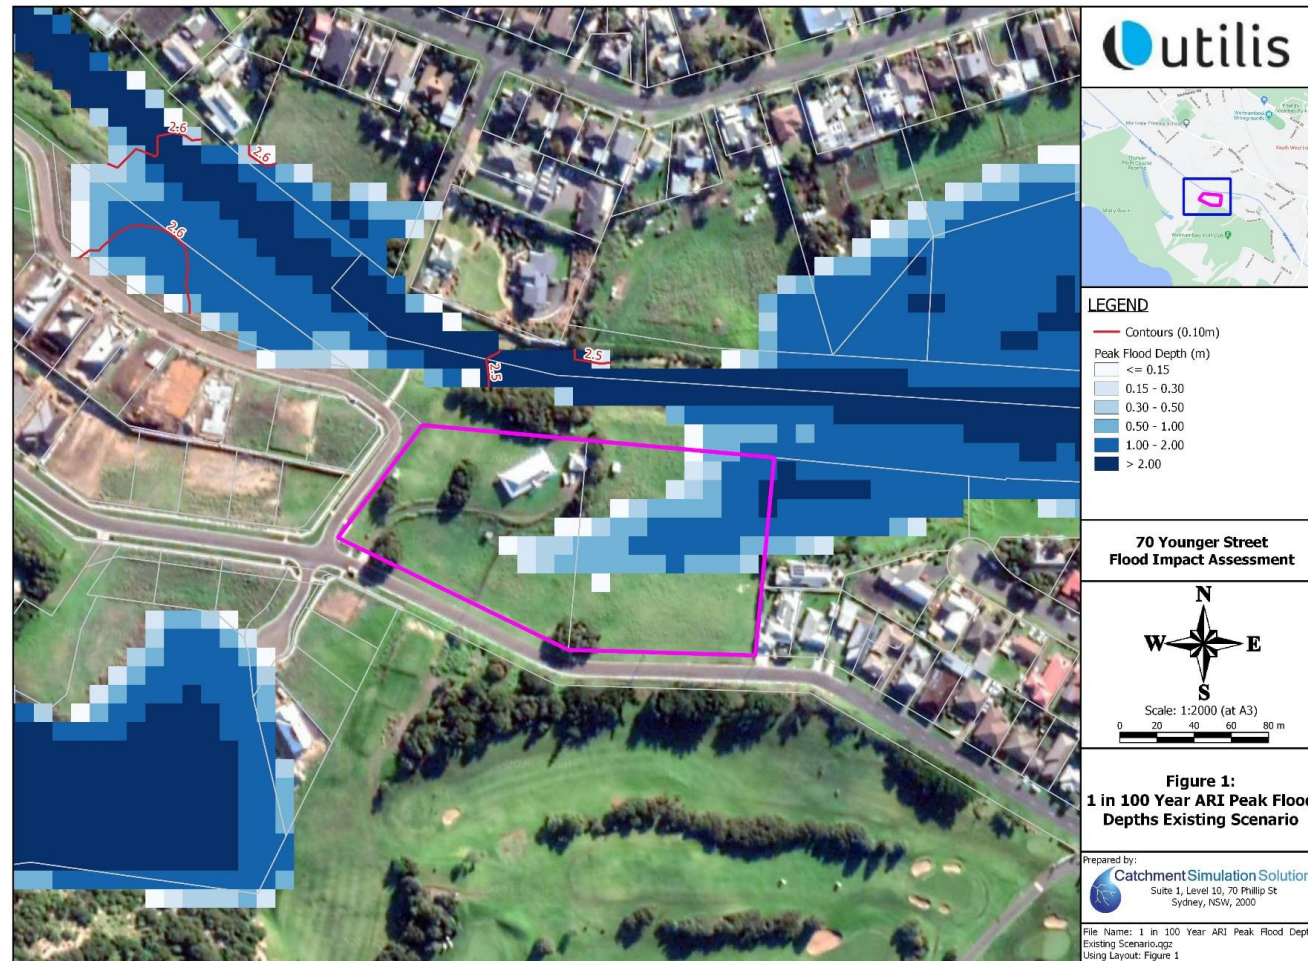 utilis
2.6
2.6
2.6
2.5
2.5
LEGEND
Contours (0.10m)
Peak Flood Depth (m)
<= 0.15
0.15 - 0.30
0.30 - 0.50
0.50 - 1.00
1.00 - 2.00
> 2.00
70 Younger Street
Flood Impact Assessment
N
W E
S
Scale: 1:2000 (at A3)
0 20 40 60 80 m
Figure 1:
1 in 100 Year ARI Peak Flood
Depths Existing Scenario
Prepared by:
Catchment Simulation Solution
Suite 1, Level 10, 70 Phillip St
Sydney, NSW, 2000
File Name: 1 in 100 Year ARI Peak Flood Dept
Existing Scenario.qgz
Using Layout: Figure 1